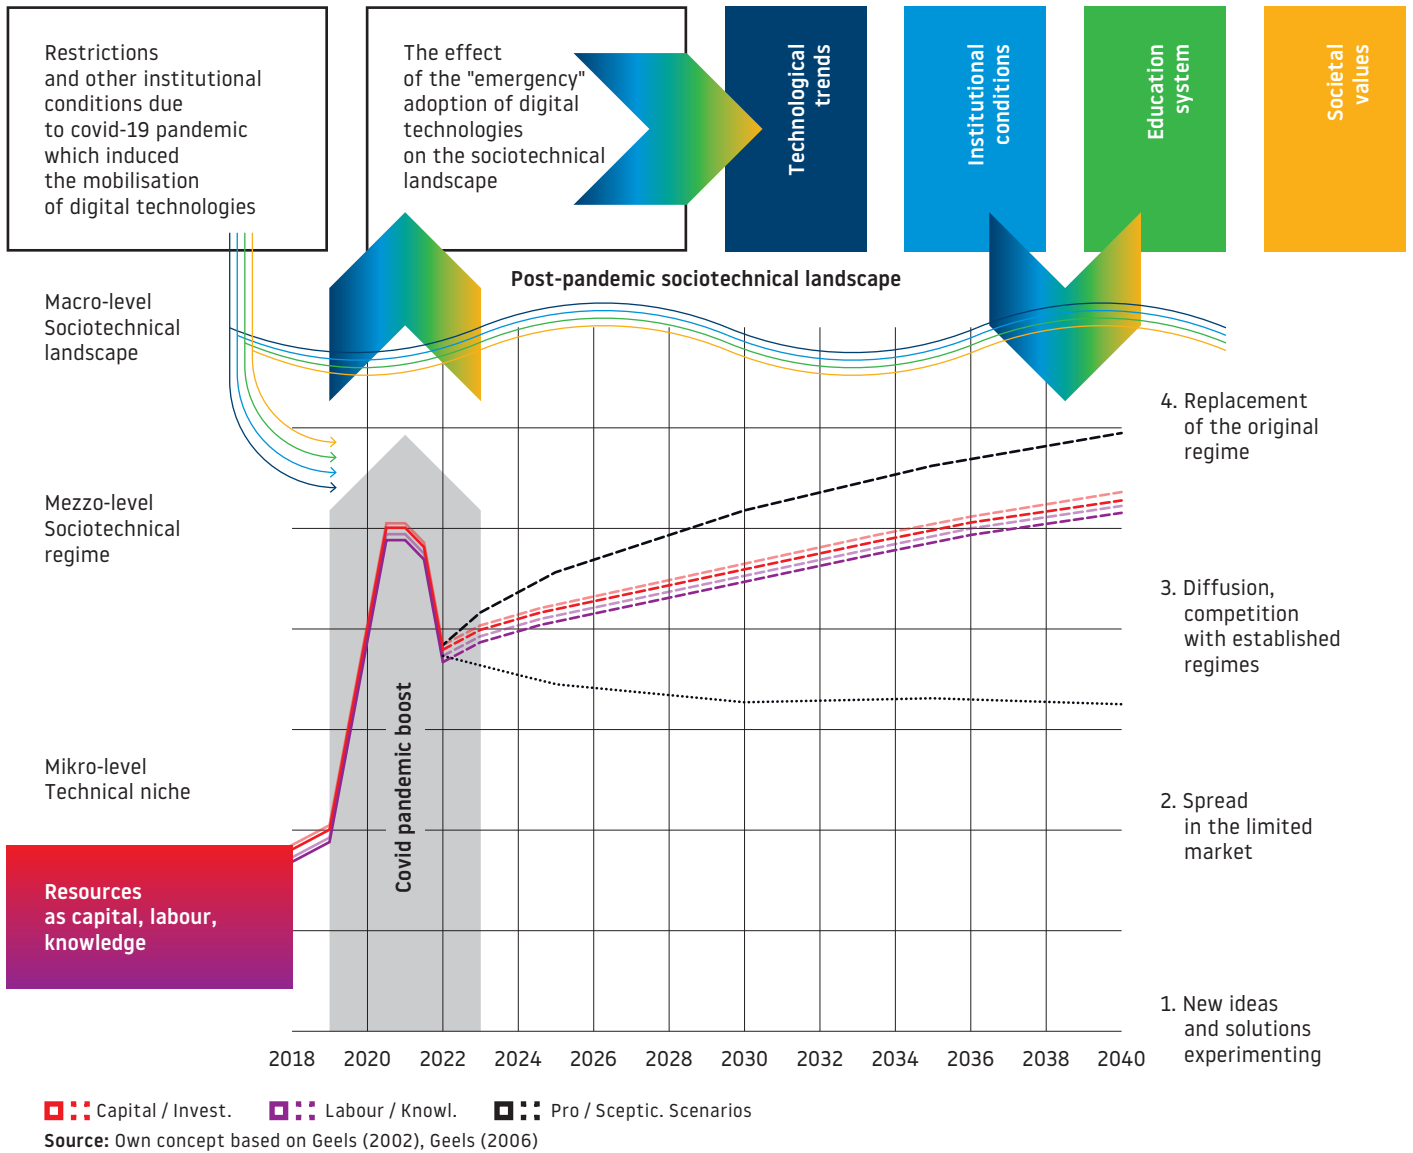 Restrictions
and other institutional
conditions due
to covid-19 pandemic
which induced
the mobilisation
of digital technologies
The effect
of the "emergency"
adoption of digital
technologies
on the sociotechnical
landscape
Technological
trends
Institutional
conditions
Education
system
Societal
values
Post-pandemic sociotechnical landscape
Macro-level
Sociotechnical
landscape
Mezzo-level
Sociotechnical
regime
Mikro-level
Technical niche
Resources
as capital, labour,
knowledge
Covid pandemic boost
4. Replacement
of the original
regime
3. Diffusion,
competition
with established
regimes
2. Spread
in the limited
market
1. New ideas
and solutions
experimenting
2018 2020 2022 2024 2026 2028 2030 2032 2034 2036 2038 2040
Capital / Invest. Labour / Knowl. Pro / Sceptic. Scenarios
Source: Own concept based on Geels (2002), Geels (2006)